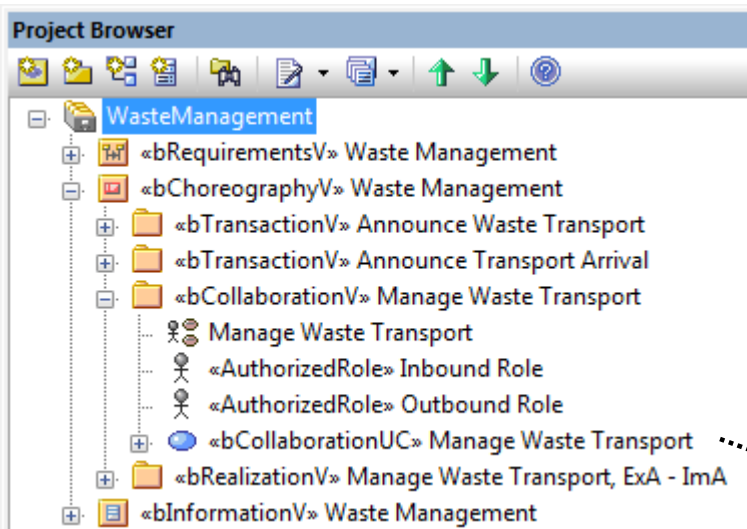 Project Browser
WasteManagement
«bRequirementsV» Waste Management
«bChoreographyV» Waste Management
«bTransactionV» Announce Waste Transport
«bTransactionV» Announce Transport Arrival
«bCollaborationV» Manage Waste Transport
Manage Waste Transport
«AuthorizedRole» Inbound Role
«AuthorizedRole» Outbound Role
«bCollaborationUC» Manage Waste Transport
«bRealizationV» Manage Waste Transport, ExA - ImA
«bInformationV» Waste Management